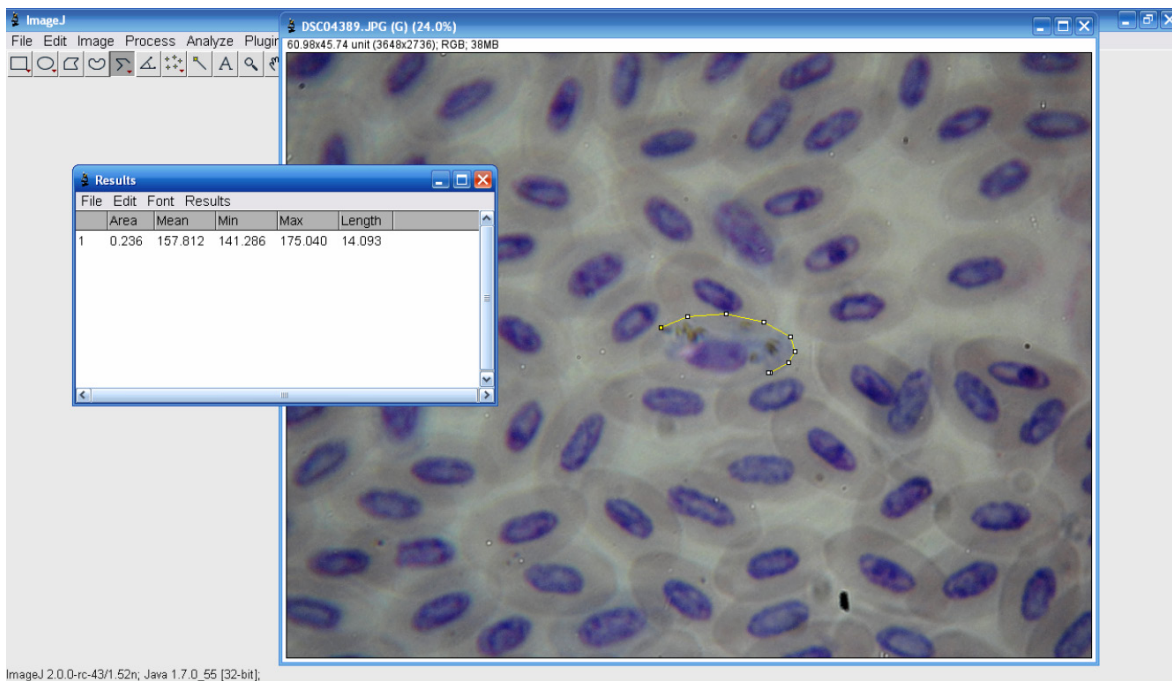 ImageJ
File Edit Image Process Analyze Plugin
DSC04389.JPG (G) (24.0%)
60.98x45.74 unit (3648x2736); RGB; 38MB
Results
File Edit Font Results
Area Mean Min Max Length
1 0.236 157.812 141.286 175.040 14.093
ImageJ 2.0.0-rc-43/1.52n; Java 1.7.0_55 [32-bit];